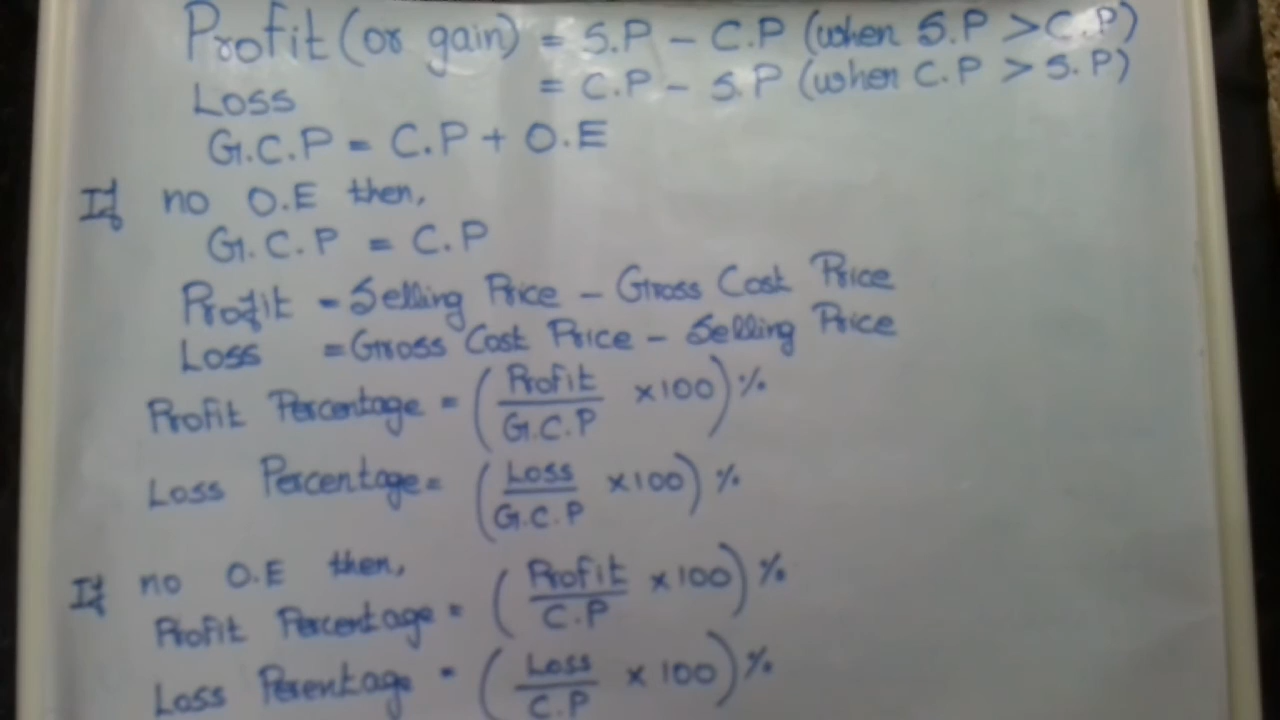 Profit (or gain) = S.P - C.P (when S.P > C.P)
Loss = C.P - S.P (when C.P > S.P)
G.C.P = C.P + O.E
If no O.E then,
G.C.P = C.P
Profit = Selling Price - Gross Cost Price
Loss = Gross Cost Price - Selling Price
Profit Percentage = (Profit/G.C.P x100)%
Loss Percentage = (Loss/G.C.P x100)%
If no O.E then,
Profit Percentage = (Profit/C.P x 100)%
Loss Perentage = (Loss/C.P x 100)%